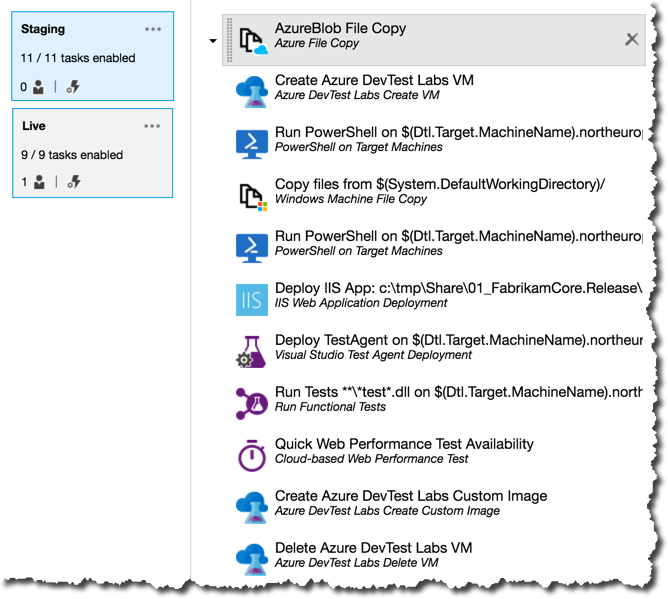 Staging
11 / 11 tasks enabled
0
Live
9 / 9 tasks enabled
1
AzureBlob File Copy
Azure File Copy
Create Azure DevTest Labs VM
Azure DevTest Labs Create VM
Run PowerShell on $(Dtl.Target.MachineName).northeurop
PowerShell on Target Machines
Copy files from $(System.DefaultWorkingDirectory)/
Windows Machine File Copy
Run PowerShell on $(Dtl.Target.MachineName).northeurop
PowerShell on Target Machines
IIS
Deploy IIS App: c:\tmp\Share\01_FabrikamCore.Release\
IIS Web Application Deployment
Deploy TestAgent on $(Dtl.Target.MachineName).northeur
Visual Studio Test Agent Deployment
Run Tests **\*test*.dll on $(Dtl.Target.MachineName).north
Run Functional Tests
Quick Web Performance Test Availability
Cloud-based Web Performance Test
Create Azure DevTest Labs Custom Image
Azure DevTest Labs Create Custom Image
Delete Azure DevTest Labs VM
Azure DevTest Labs Delete VM